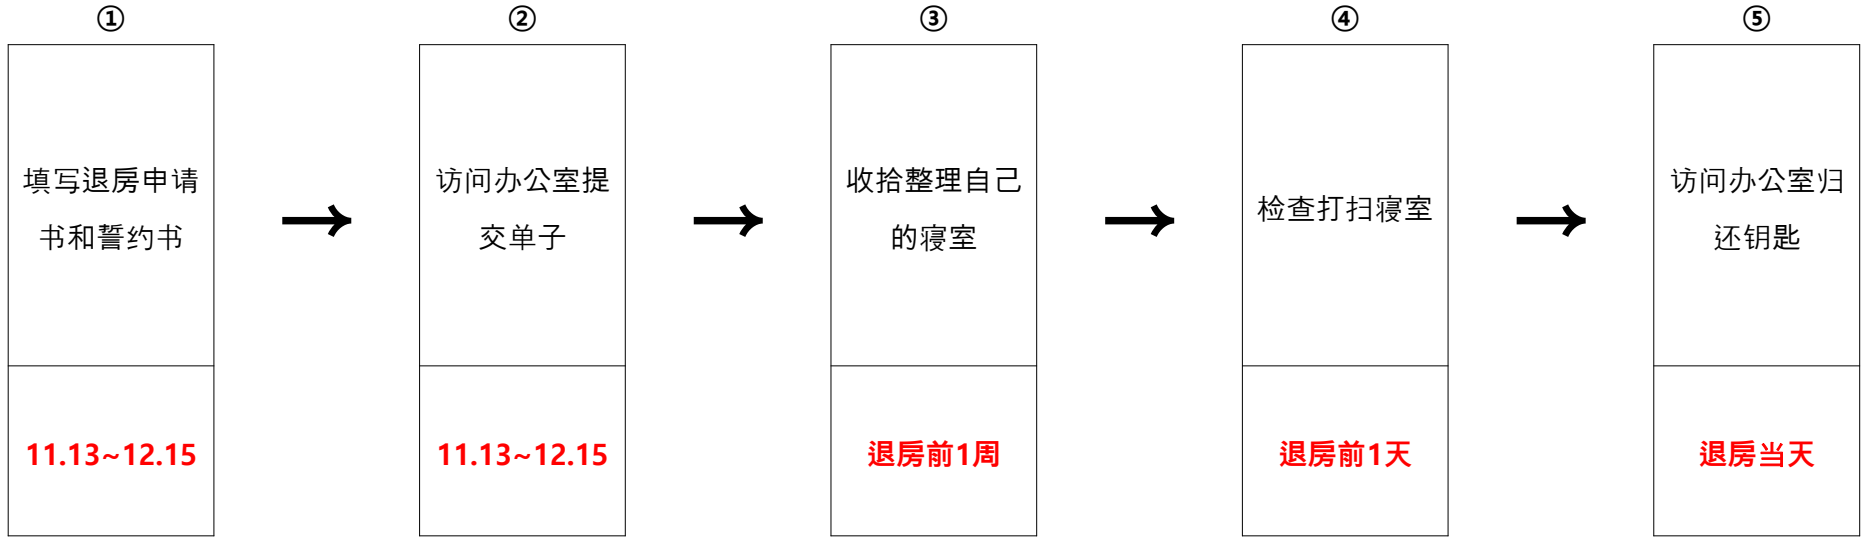 ①
填写退房申请
书和誓约书
11.13~12.15
②
访问办公室提
交单子
11.13~12.15
③
收拾整理自己
的寝室
退房前1周
④
检查打扫寝室
退房前1天
⑤
访问办公室归
还钥匙
退房当天